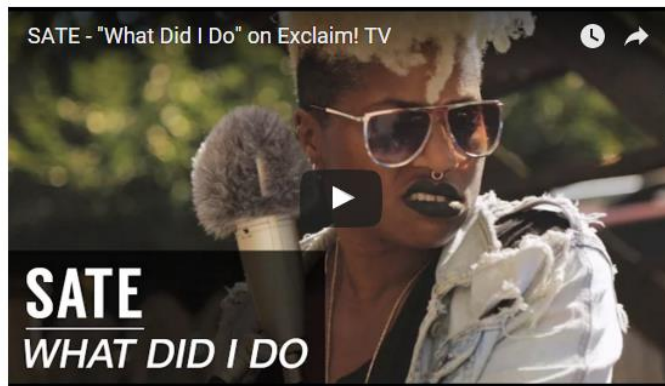 SATE - "What Did I Do" on Exclaim! TV
SATE
WHAT DID I DO